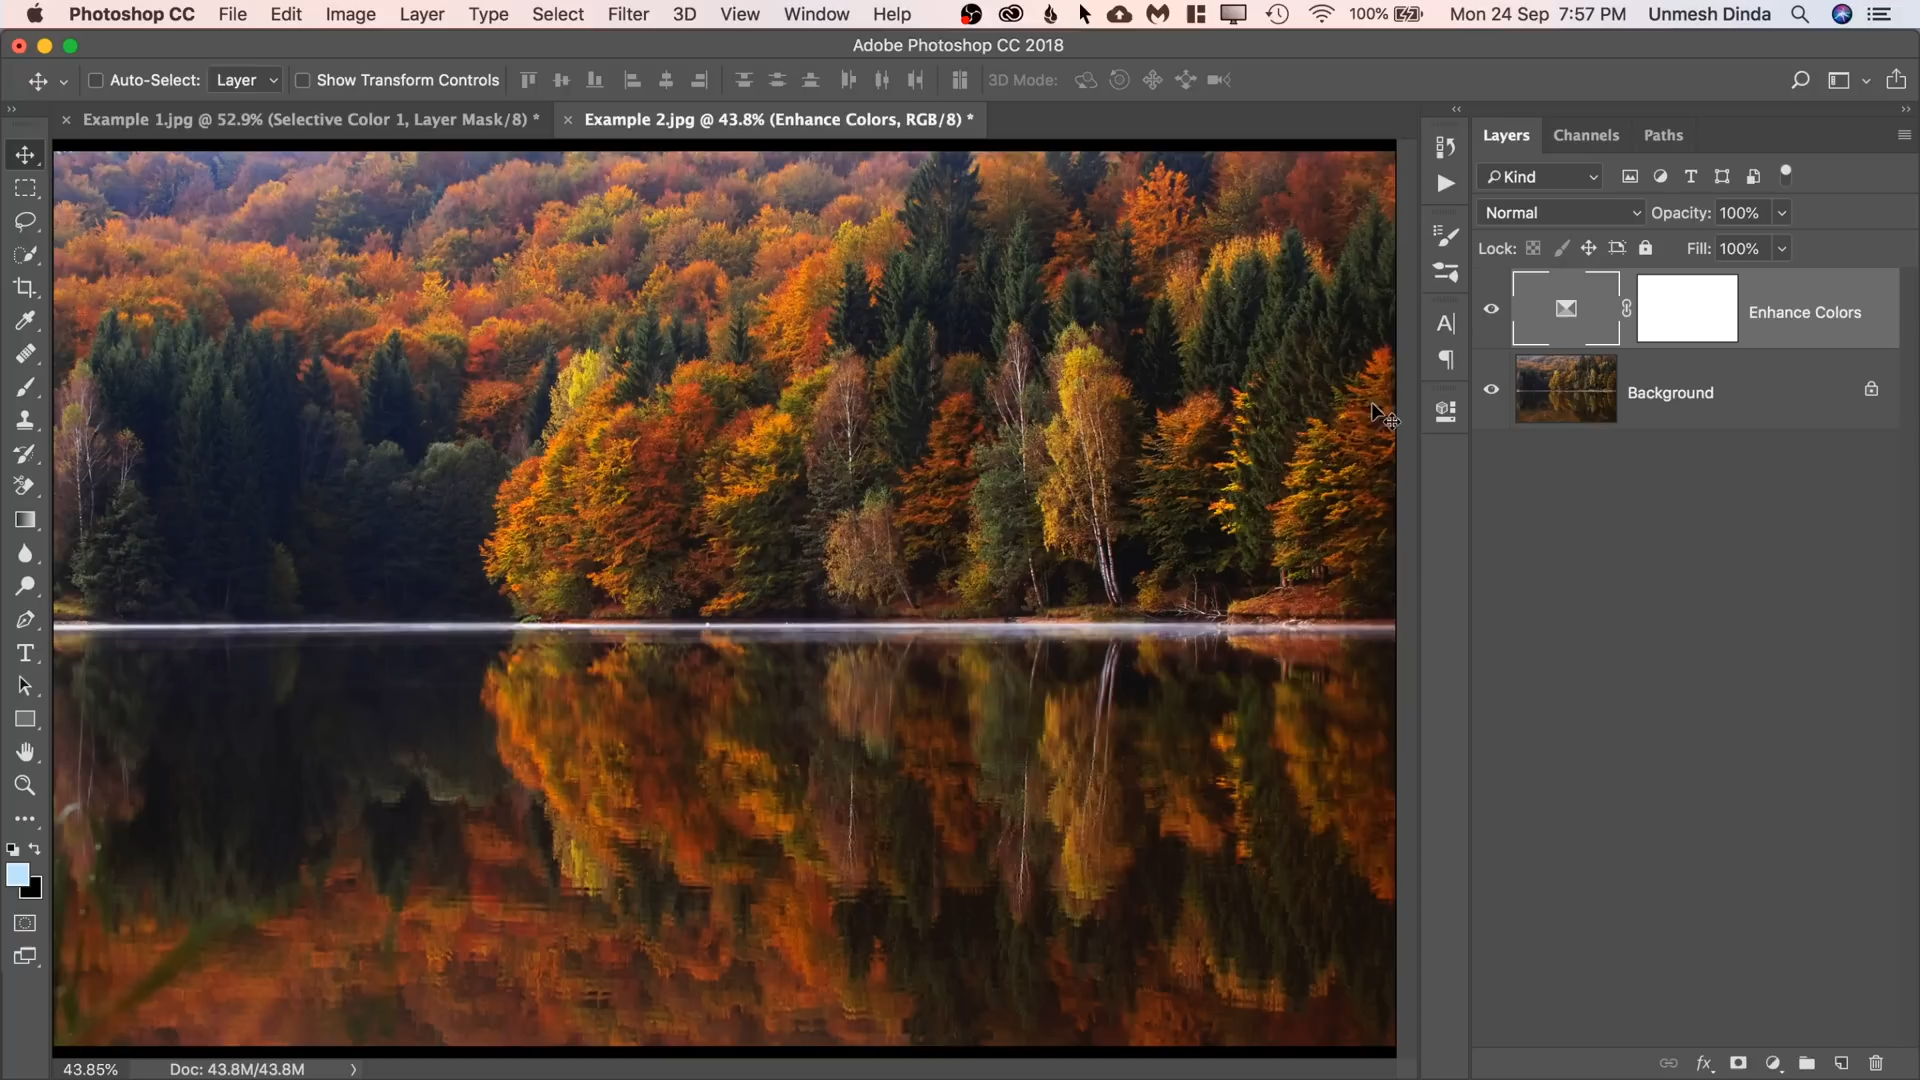 Photoshop CC File Edit Image Layer Type Select Filter 3D View Window Help 100% Mon 24 Sep 7:57 PM Unmesh Dinda
Adobe Photoshop CC 2018
Auto-Select: Layer Show Transform Controls 3D Mode:
Example 1.jpg @ 52.9% (Selective Color 1, Layer Mask/8) * Example 2.jpg @ 43.8% (Enhance Colors, RGB/8) *
Layers Channels Paths
Kind
Normal Opacity: 100%
Lock: Fill: 100%
Enhance Colors
Background
43.85% Doc: 43.8M/43.8M